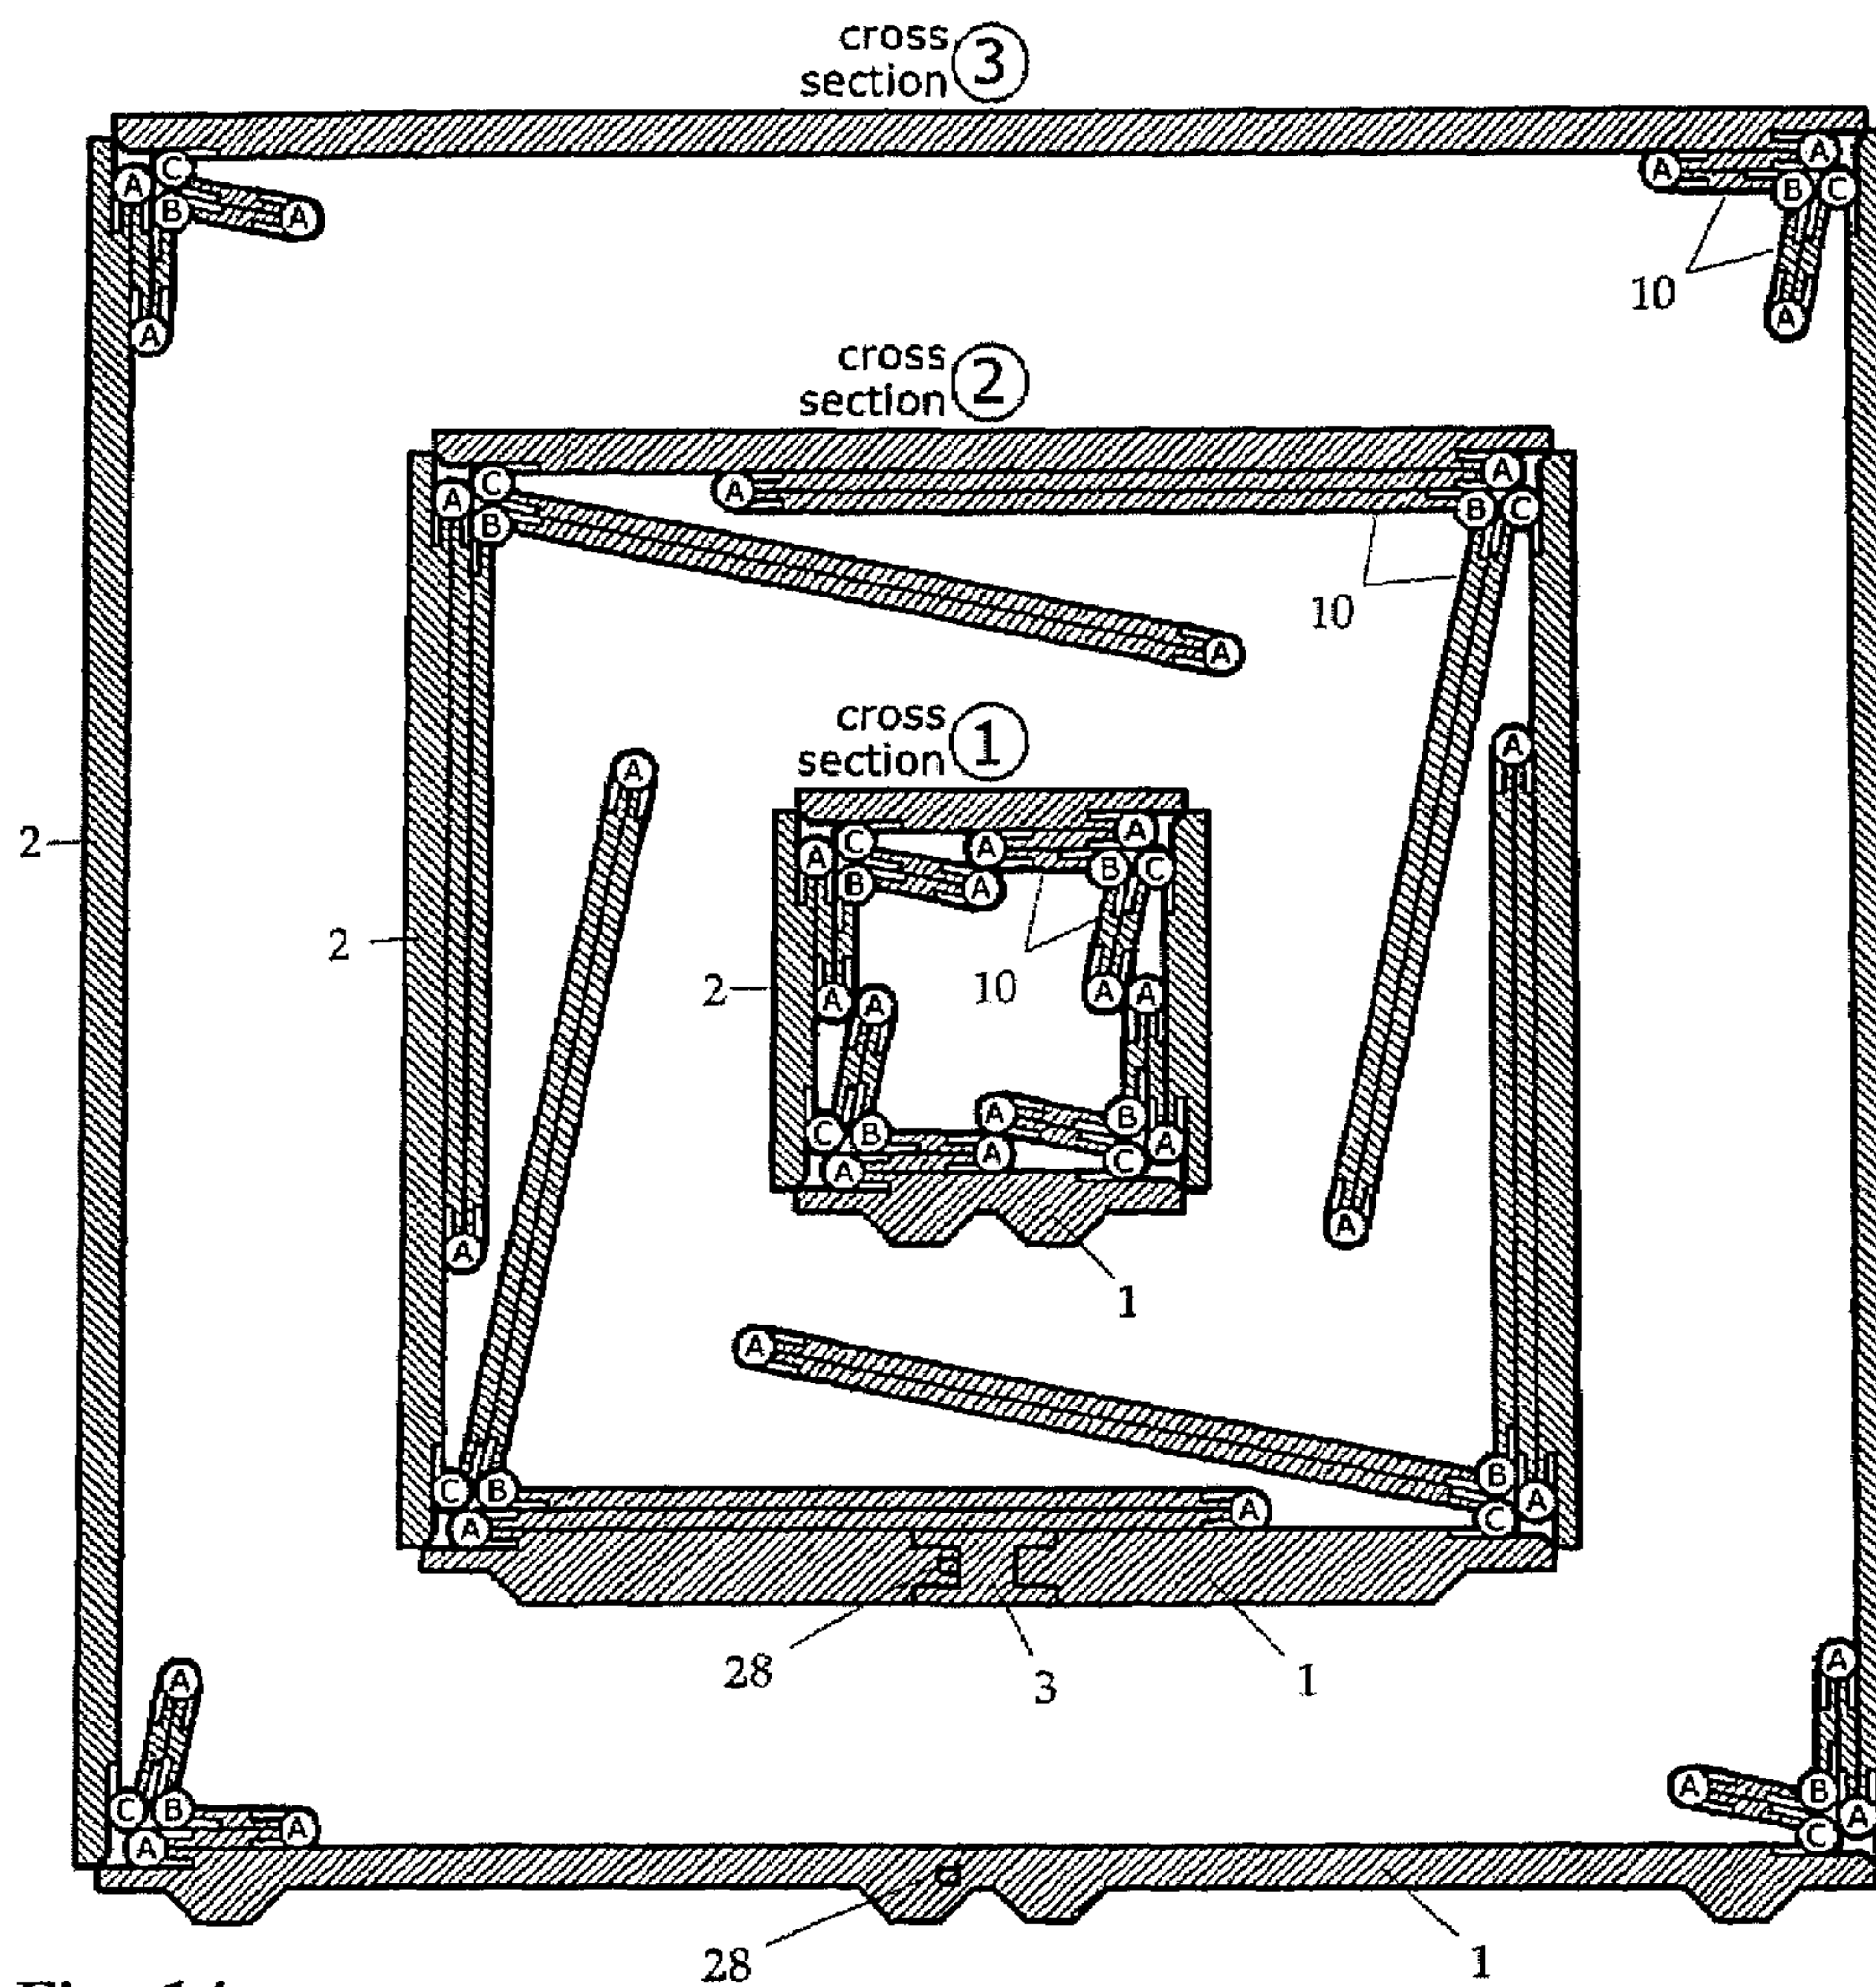 cross
section 3
A C A
B A
A B C
A 10 A
cross
section 2
C A A
A B B C
10
A
cross
section 1
A A
2 C A A
A B A B C
2 2 10
A A A A
C B A B
A A C A
A A
1
A
C B B
A A C A
28 3 1
A A
A B
C B A C A
A
28 1